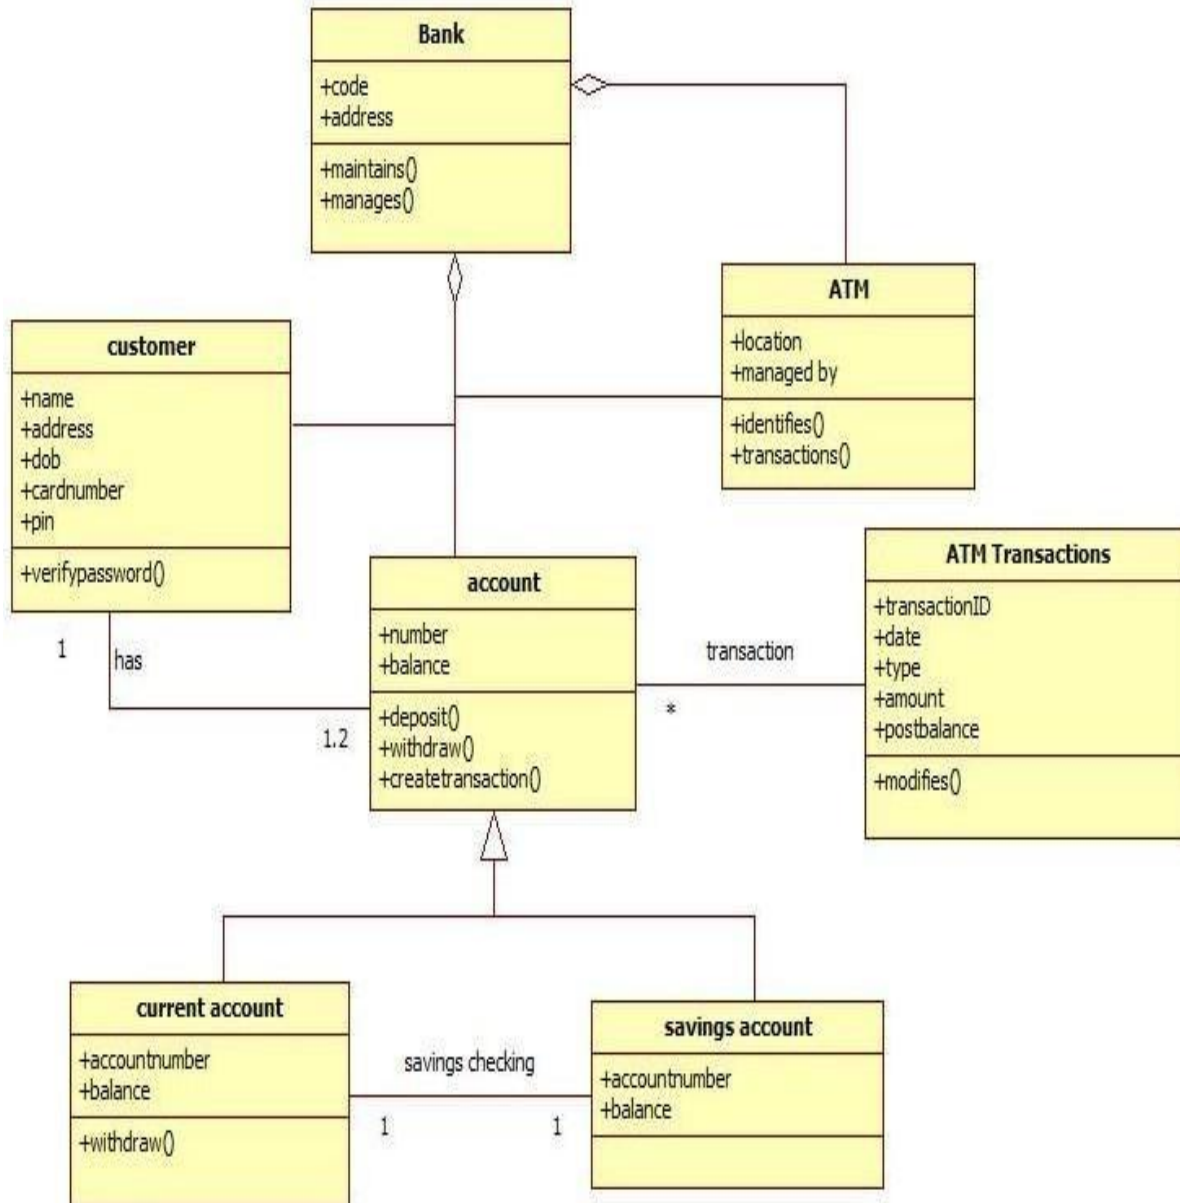 Bank
+code
+address
+maintains()
+manages()
ATM
+location
+managed by
+identifies()
+transactions()
customer
+name
+address
+dob
+cardnumber
+pin
+verifypassword()
1
has
1.2
account
+number
+balance
+deposit()
+withdraw()
+createtransaction()
transaction
*
ATM Transactions
+transactionID
+date
+type
+amount
+postbalance
+modifies()
current account
+accountnumber
+balance
+withdraw()
savings checking
1
1
savings account
+accountnumber
+balance